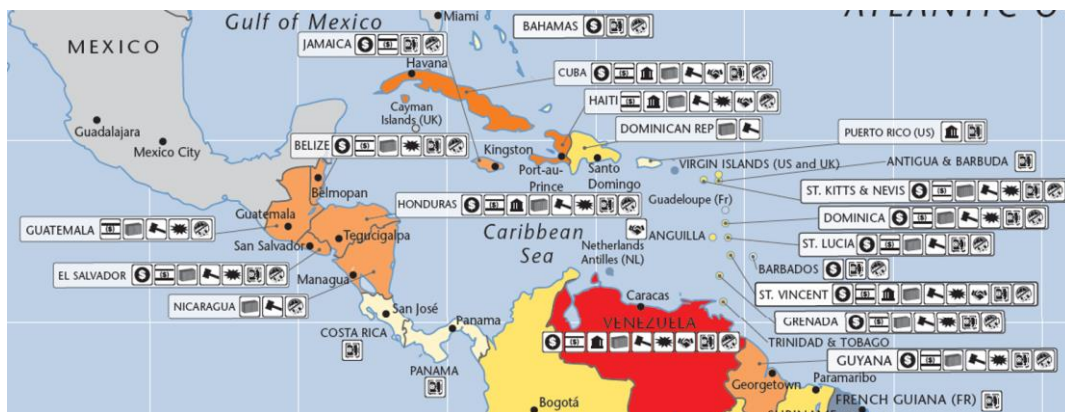 ATLANTIC O
Gulf of Mexico
Miami
BAHAMAS
MEXICO
JAMAICA
Havana
CUBA
Cayman
Islands (UK)
HAITI
Guadalajara
Mexico City
DOMINICAN REP
PUERTO RICO (US)
BELIZE
Kingston
Port-au-
Prince
Santo
Domingo
VIRGIN ISLANDS (US and UK)
ANTIGUA & BARBUDA
Belmopan
ST. KITTS & NEVIS
Guadeloupe (Fr)
HONDURAS
Guatemala
GUATEMALA
DOMINICA
Tegucigalpa
Caribbean
Sea
ANGUILLA
San Salvador
ST. LUCIA
Netherlands
Antilles (NL)
EL SALVADOR
BARBADOS
Managua
ST. VINCENT
NICARAGUA
San José
Caracas
Panama
VENEZUELA
GRENADA
COSTA RICA
TRINIDAD & TOBAGO
GUYANA
PANAMA
Georgetown
Paramaribo
Bogotá
FRENCH GUIANA (FR)